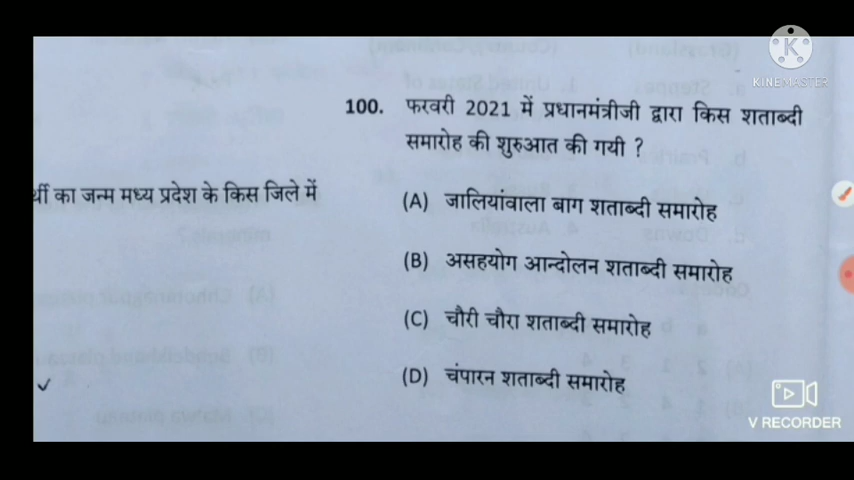 KINEMASTER
100. फरवरी 2021 में प्रधानमंत्रीजी द्वारा किस शताब्दी
समारोह की शुरुआत की गयी ?
र्थी का जन्म मध्य प्रदेश के किस जिले में
(A) जालियांवाला बाग शताब्दी समारोह
(B) असहयोग आन्दोलन शताब्दी समारोह
(C) चौरी चौरा शताब्दी समारोह
(D) चंपारन शताब्दी समारोह
V RECORDER